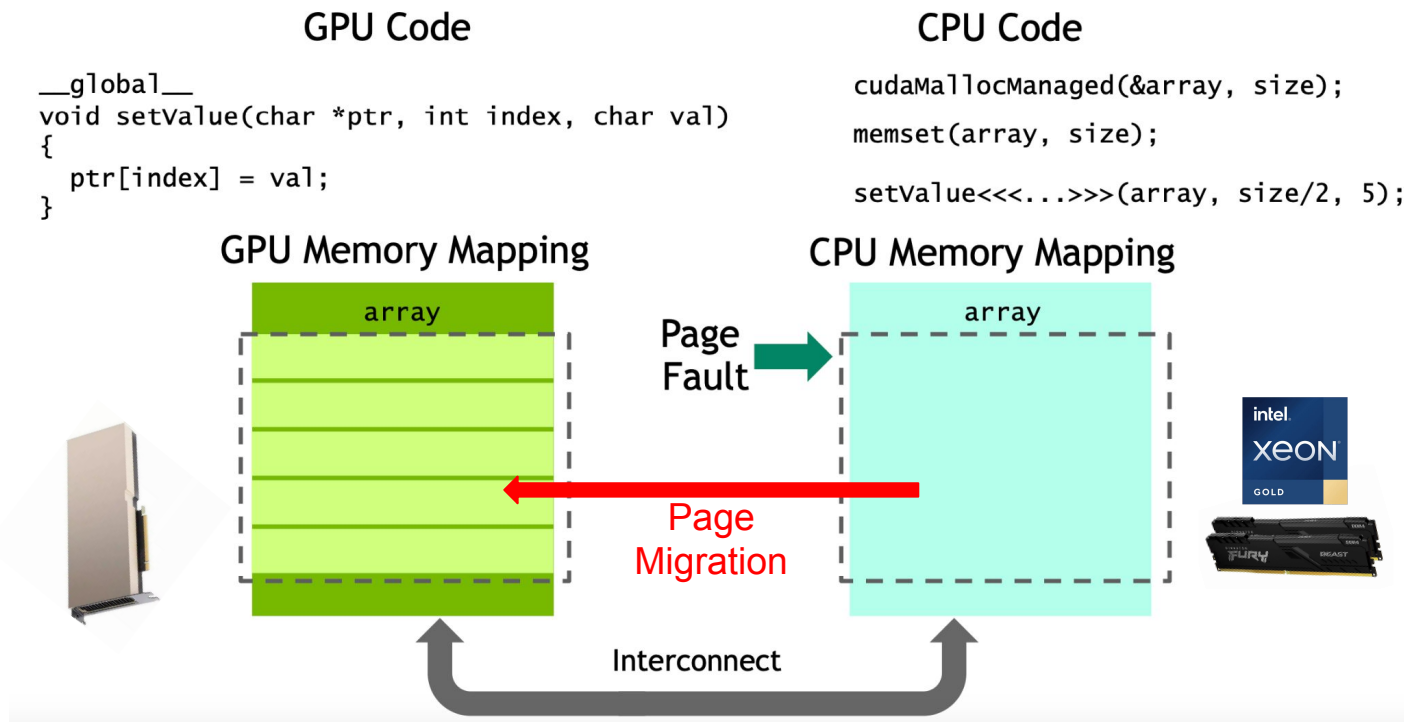 GPU Code
__global__
void setValue(char *ptr, int index, char val)
{
  ptr[index] = val;
}
CPU Code
cudaMallocManaged(&array, size);
memset(array, size);
setValue<<<...>>>(array, size/2, 5);
GPU Memory Mapping
array
CPU Memory Mapping
array
Page
Fault
Page
Migration
Interconnect
intel.
xeon
GOLD
FURY
BEAST